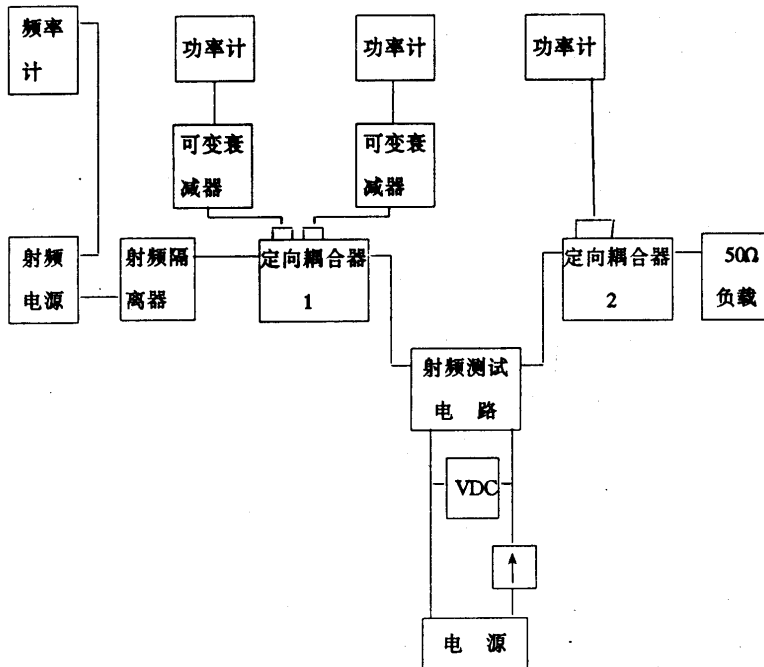 频率
计
功率计
功率计
功率计
可变衰
减器
可变衰
减器
射频
电源
射频隔
离器
定向耦合器
1
定向耦合器
2
50Ω
负载
射频测试
电 路
VDC
电 源